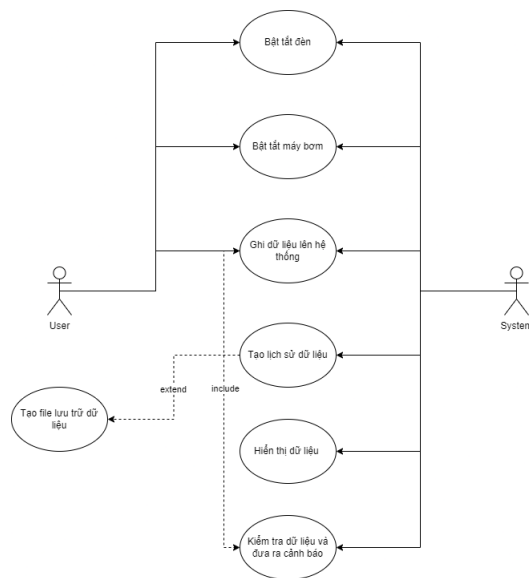 Bật tắt đèn
Bật tắt máy bơm
Ghi dữ liệu lên hệ
thống
User
System
Tạo lịch sử dữ liệu
extend
include
Tạo file lưu trữ dữ
liệu
Hiển thị dữ liệu
Kiểm tra dữ liệu và
đưa ra cảnh báo